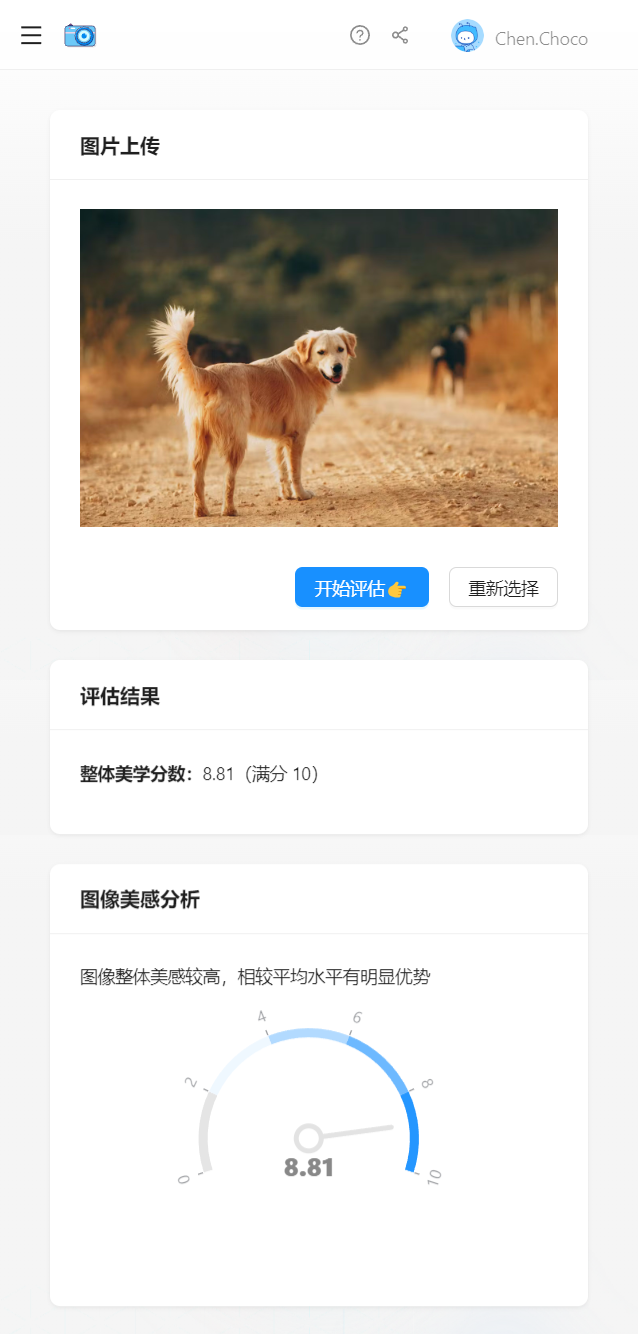 Chen.Choco
图片上传
开始评估👉
重新选择
评估结果
整体美学分数：8.81（满分 10）
图像美感分析
图像整体美感较高，相较平均水平有明显优势
0
2
4
6
8
10
8.81